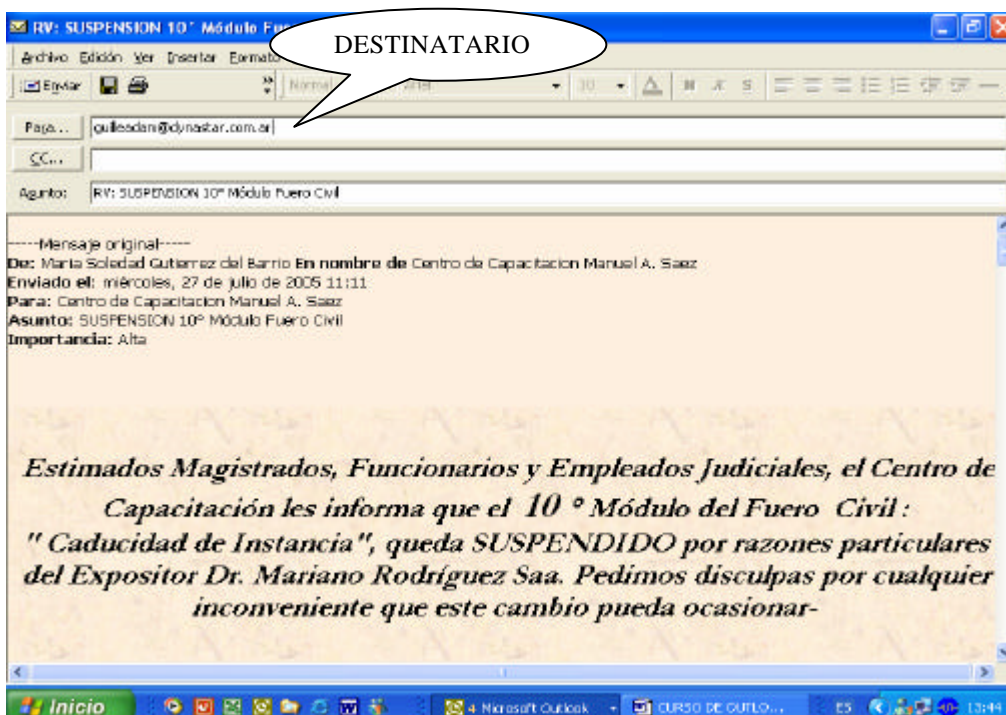 RV: SUSPENSION 10° Módulo Fu
DESTINATARIO
Archivo Edición Ver Insertar Formato
Enviar Normal Arial 10 N K S
Para... guilleadam@dynastar.com.ar
CC...
Asunto: RV: SUSPENSION 10° Módulo Fuero Civil
-----Mensaje original-----
De: Maria Soledad Gutierrez del Barrio En nombre de Centro de Capacitacion Manuel A. Saez
Enviado el: miércoles, 27 de julio de 2005 11:11
Para: Centro de Capacitacion Manuel A. Saez
Asunto: SUSPENSION 10° Módulo Fuero Civil
Importancia: Alta
Estimados Magistrados, Funcionarios y Empleados Judiciales, el Centro de
Capacitación les informa que el 10 ° Módulo del Fuero Civil :
" Caducidad de Instancia", queda SUSPENDIDO por razones particulares
del Expositor Dr. Mariano Rodríguez Saa. Pedimos disculpas por cualquier
inconveniente que este cambio pueda ocasionar-
Inicio 4 Microsoft Outlook CURSO DE OUTLO... ES 13:44